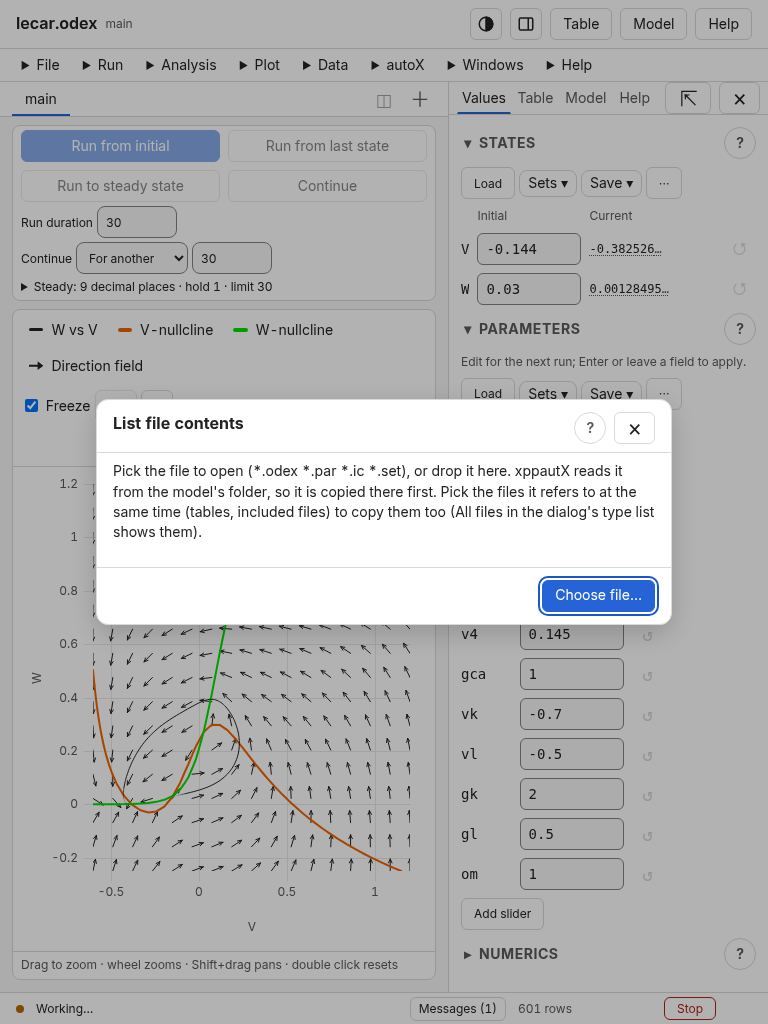 lecar.odex main Table Model Help
▶ File ▶ Run ▶ Analysis ▶ Plot ▶ Data ▶ autoX ▶ Windows ▶ Help
main
Run from initial Run from last state
Run to steady state Continue
Run duration 30
Continue For another 30
▶ Steady: 9 decimal places · hold 1 · limit 30
W vs V V-nullcline W-nullcline
Direction field
Freeze
1.2
1
0.8
0.6
0.4
0.2
0
-0.2
W
-0.5 0 0.5 1
V
Drag to zoom · wheel zooms · Shift+drag pans · double click resets
Values Table Model Help
▼ STATES ?
Load Sets ▾ Save ▾ ...
Initial Current
V -0.144 -0.382526…
W 0.03 0.00128495…
▼ PARAMETERS ?
Edit for the next run; Enter or leave a field to apply.
Load Sets ▾ Save ▾ ...
List file contents ? ×
Pick the file to open (*.odex *.par *.ic *.set), or drop it here. xppautX reads it
from the model's folder, so it is copied there first. Pick the files it refers to at the
same time (tables, included files) to copy them too (All files in the dialog's type list
shows them).
Choose file...
v4 0.145
gca 1
vk -0.7
vl -0.5
gk 2
gl 0.5
om 1
Add slider
▶ NUMERICS ?
Working... Messages (1) 601 rows Stop